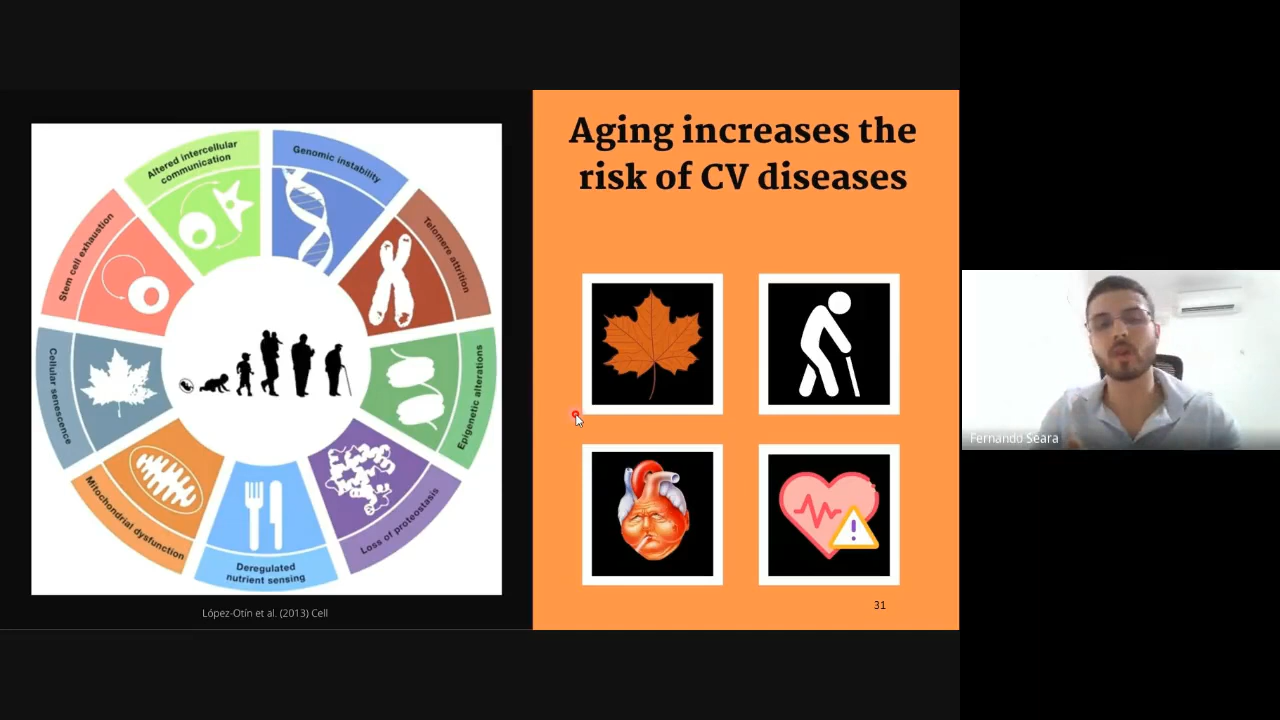 Altered intercellular
communication
Genomic instability
Telomere attrition
Epigenetic alterations
Loss of proteostasis
Deregulated
nutrient sensing
Mitochondrial dysfunction
Cellular senescence
Stem cell exhaustion
López-Otín et al. (2013) Cell
Aging increases the
risk of CV diseases
31
Fernando Seara